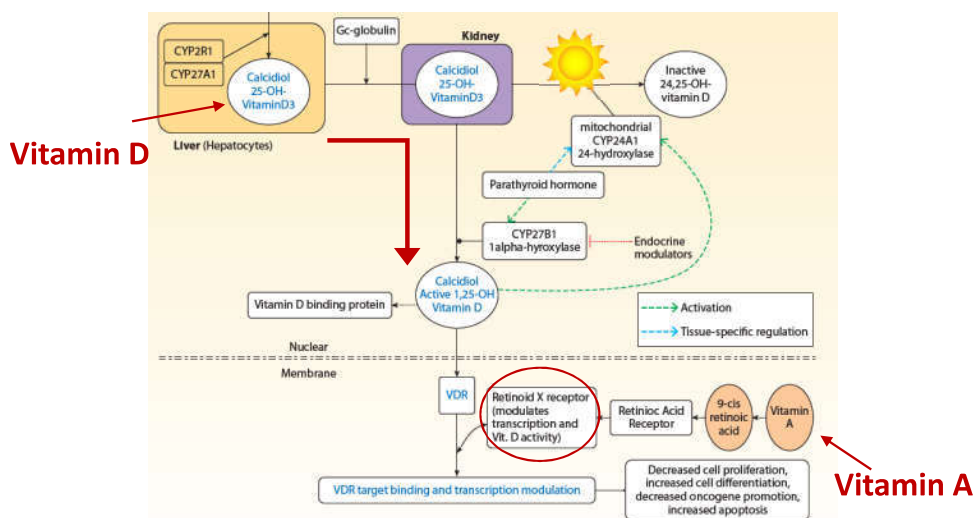 Gc-globulin
Kidney
CYP2R1
CYP27A1
Calcidiol
25-OH-
VitaminD3
Calcidiol
25-OH-
VitaminD3
Inactive
24,25-OH-
vitamin D
Vitamin D
Liver (Hepatocytes)
mitochondrial
CYP24A1
24-hydroxylase
Parathyroid hormone
CYP27B1
1alpha-hyroxylase
Endocrine
modulators
Calcidiol
Active 1,25-OH
Vitamin D
Vitamin D binding protein
Activation
Tissue-specific regulation
Nuclear
Membrane
VDR
Retinoid X receptor
(modulates
transcription and
Vit. D activity)
Retinioc Acid
Receptor
9-cis
retinoic
acid
Vitamin
A
Vitamin A
VDR target binding and transcription modulation
Decreased cell proliferation,
increased cell differentiation,
decreased oncogene promotion,
increased apoptosis